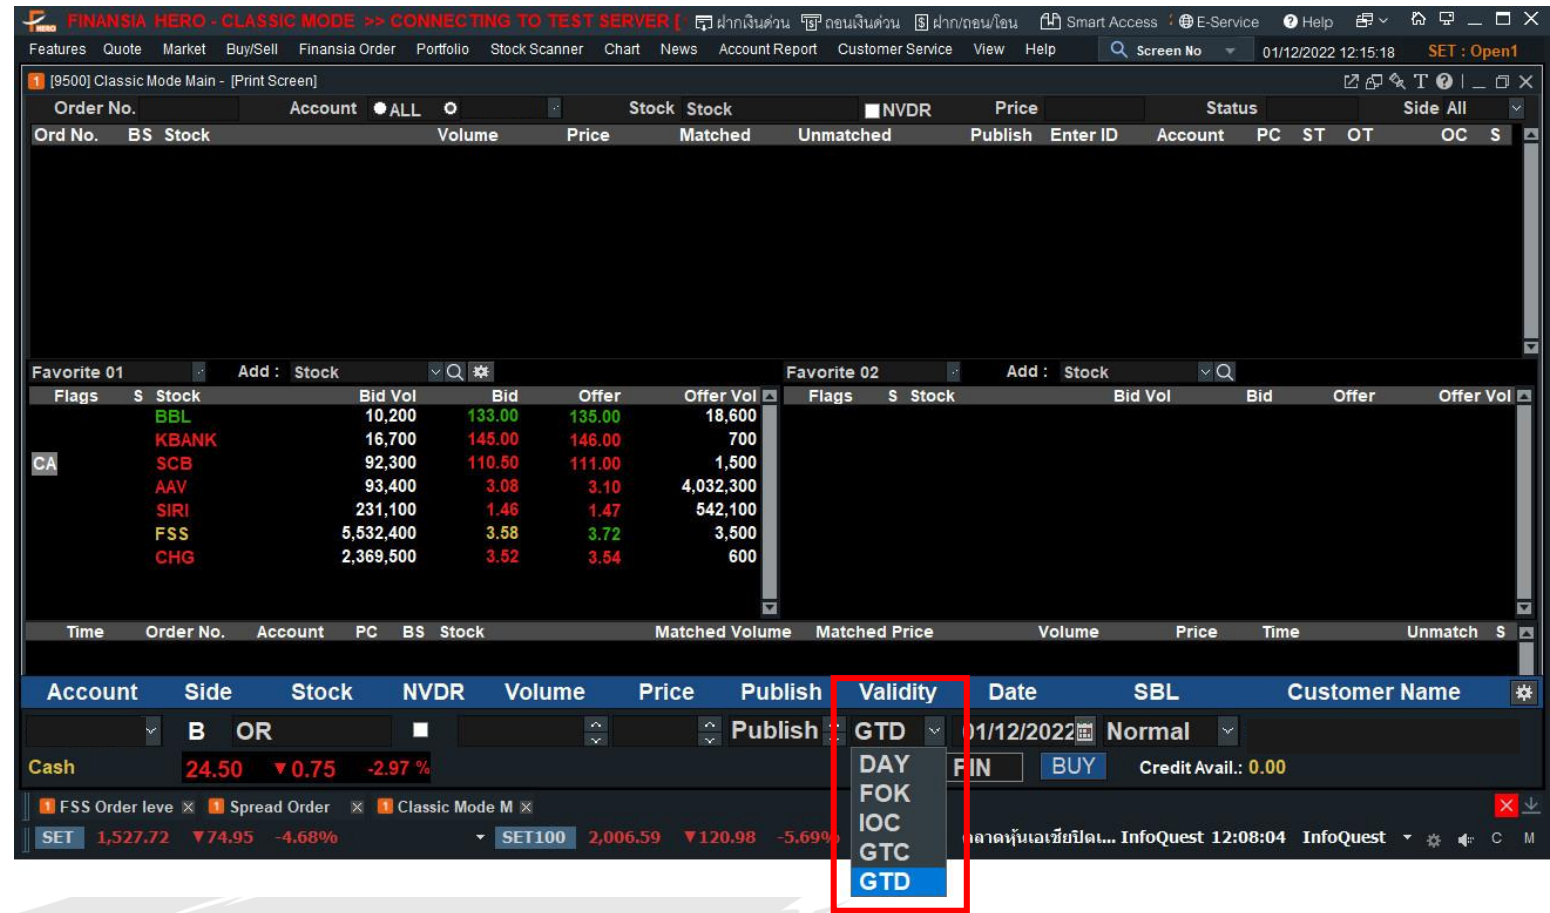 FINANSIA HERO - CLASSIC MODE >> CONNECTING TO TEST SERVER [ ฝากเงินด่วน ถอนเงินด่วน ฝาก/ถอน/โอน Smart Access E-Service Help
Features Quote Market Buy/Sell Finansia Order Portfolio Stock Scanner Chart News Account Report Customer Service View Help Screen No 01/12/2022 12:15:18 SET : Open1
1 [9500] Classic Mode Main - [Print Screen]
Order No. Account ALL Stock Stock NVDR Price Status Side All
Ord No. BS Stock Volume Price Matched Unmatched Publish Enter ID Account PC ST OT OC S
Favorite 01 Add : Stock Favorite 02 Add : Stock
Flags S Stock Bid Vol Bid Offer Offer Vol Flags S Stock Bid Vol Bid Offer Offer Vol
BBL 10,200 133.00 135.00 18,600
KBANK 16,700 145.00 146.00 700
CA SCB 92,300 110.50 111.00 1,500
AAV 93,400 3.08 3.10 4,032,300
SIRI 231,100 1.46 1.47 542,100
FSS 5,532,400 3.58 3.72 3,500
CHG 2,369,500 3.52 3.54 600
Time Order No. Account PC BS Stock Matched Volume Matched Price Volume Price Time Unmatch S
Account Side Stock NVDR Volume Price Publish Validity Date SBL Customer Name
B OR Publish GTD 01/12/2022 Normal
Cash 24.50 ▼0.75 -2.97 % DAY PIN BUY Credit Avail.: 0.00
FOK
1 FSS Order leve 1 Spread Order 1 Classic Mode M
IOC
SET 1,527.72 ▼74.95 -4.68% SET100 2,006.59 ▼120.98 -5.69% ตลาดหุ้นเอเชียปิดเ... InfoQuest 12:08:04 InfoQuest C M
GTC
GTD